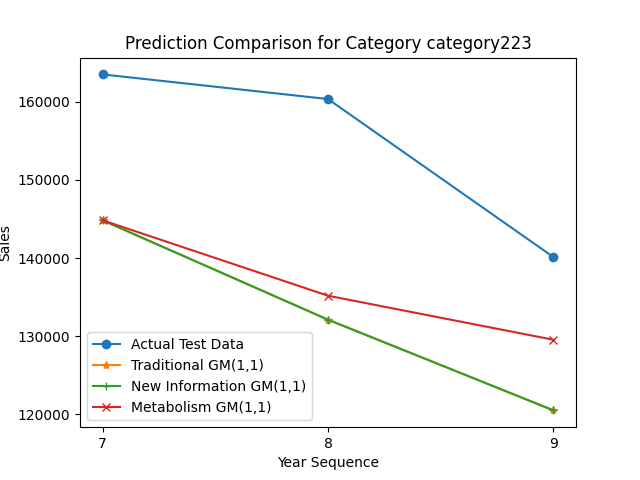 Prediction Comparison for Category category223
160000
150000
140000
130000
120000
Sales
Actual Test Data
Traditional GM(1,1)
New Information GM(1,1)
Metabolism GM(1,1)
7
8
9
Year Sequence